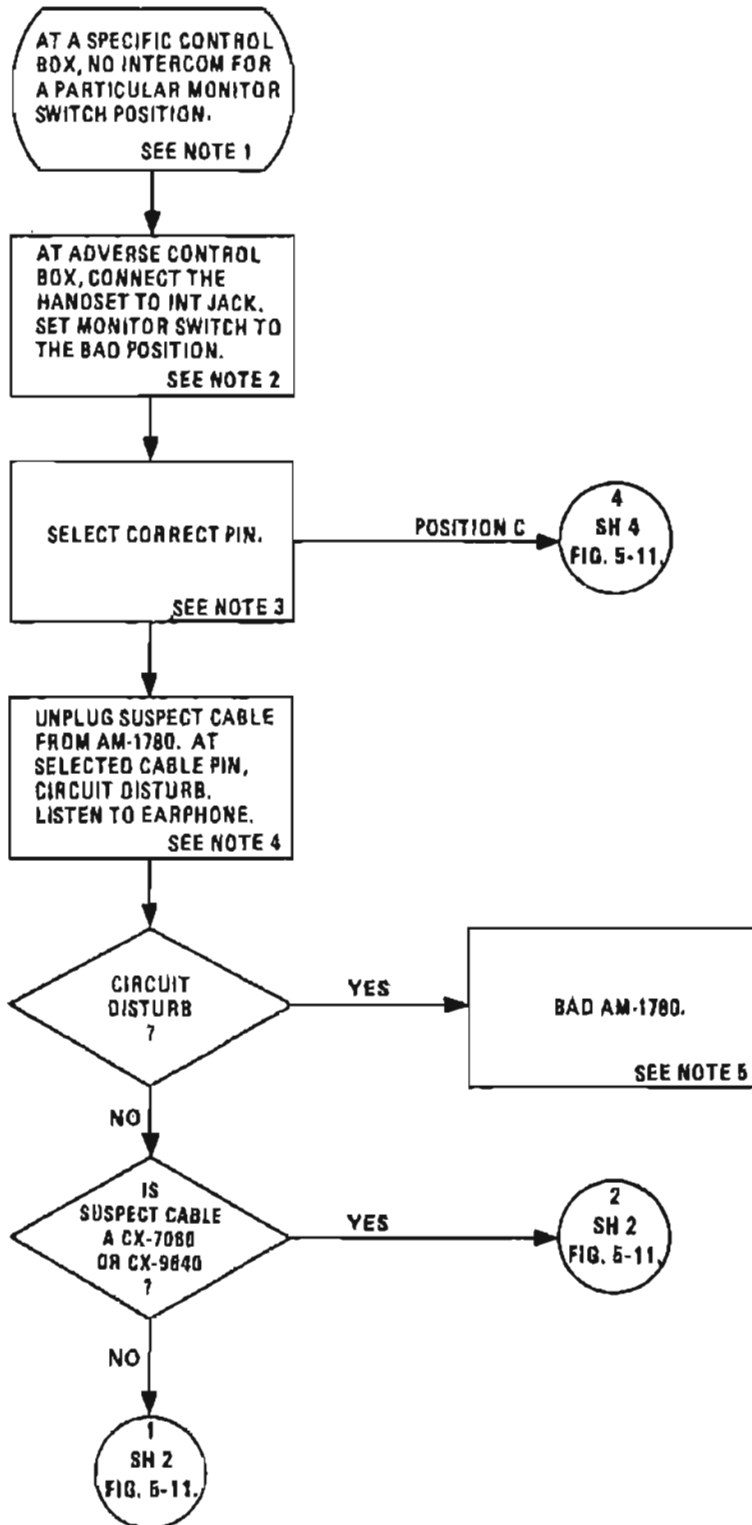 AT A SPECIFIC CONTROL
BOX, NO INTERCOM FOR
A PARTICULAR MONITOR
SWITCH POSITION.
SEE NOTE 1
AT ADVERSE CONTROL
BOX, CONNECT THE
HANDSET TO INT JACK.
SET MONITOR SWITCH TO
THE BAD POSITION.
SEE NOTE 2
SELECT CORRECT PIN.
SEE NOTE 3
POSITION C
4
SH 4
FIG. 5-11.
UNPLUG SUSPECT CABLE
FROM AM-1780. AT
SELECTED CABLE PIN,
CIRCUIT DISTURB.
LISTEN TO EARPHONE.
SEE NOTE 4
CIRCUIT
DISTURB
?
YES
BAD AM-1780.
SEE NOTE 5
NO
IS
SUSPECT CABLE
A CX-7060
OR CX-9840
?
YES
2
SH 2
FIG. 5-11.
NO
1
SH 2
FIG. 5-11.